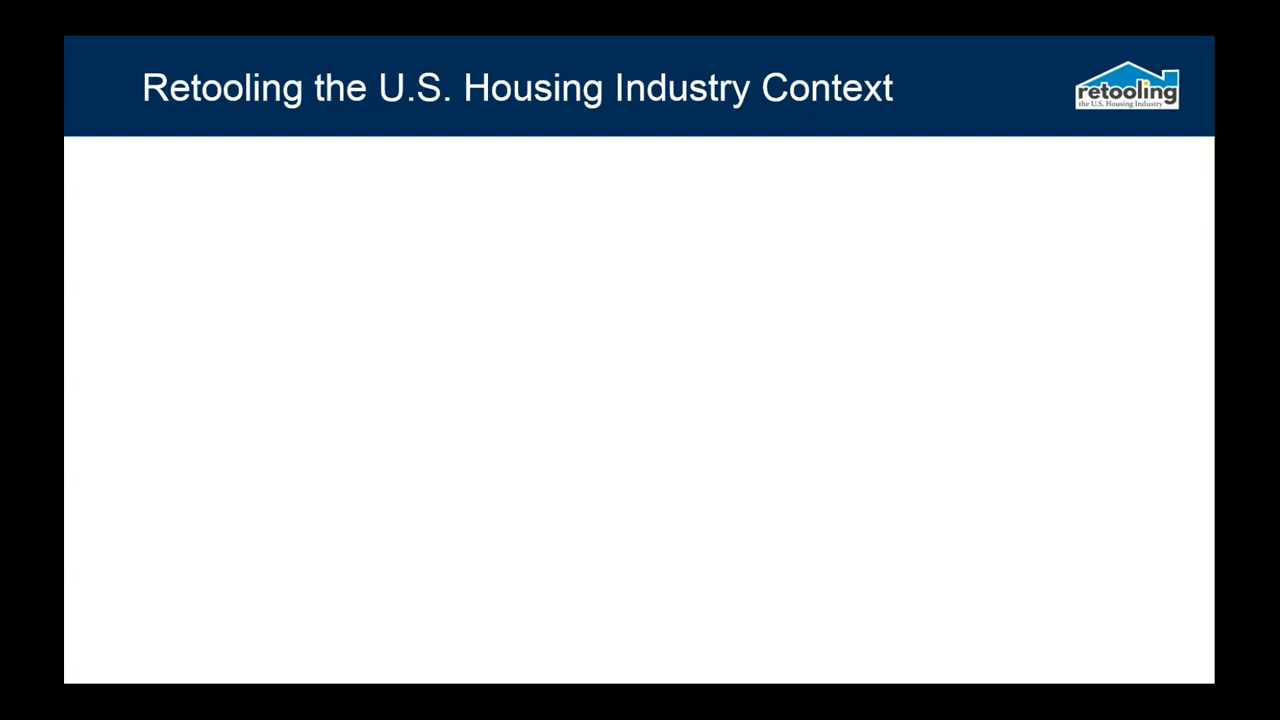 Retooling the U.S. Housing Industry Context
retooling
the U.S. Housing Industry